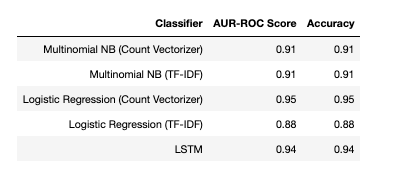 Classifier AUR-ROC Score Accuracy
Multinomial NB (Count Vectorizer) 0.91 0.91
Multinomial NB (TF-IDF) 0.91 0.91
Logistic Regression (Count Vectorizer) 0.95 0.95
Logistic Regression (TF-IDF) 0.88 0.88
LSTM 0.94 0.94